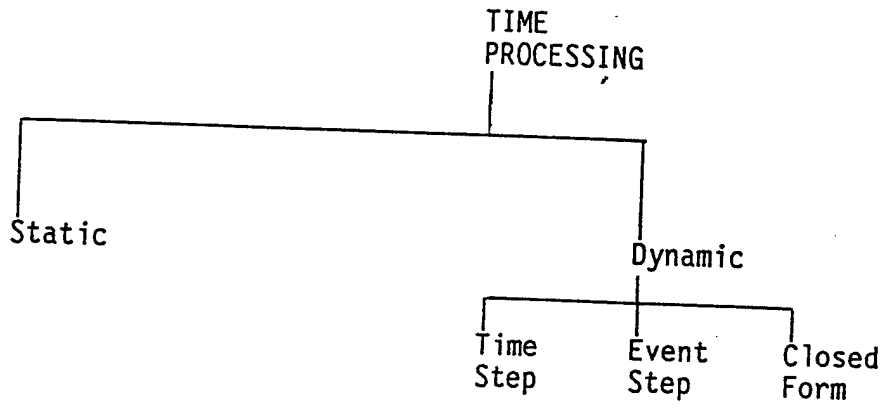 TIME
PROCESSING
Static
Dynamic
Time
Step
Event
Step
Closed
Form